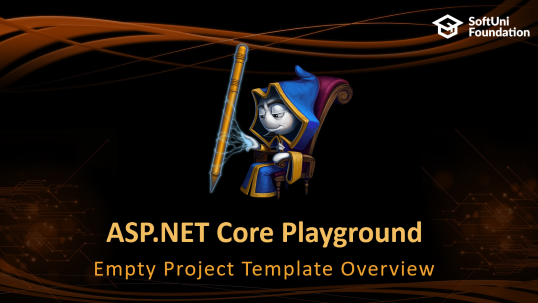 SoftUni
Foundation
ASP.NET Core Playground
Empty Project Template Overview